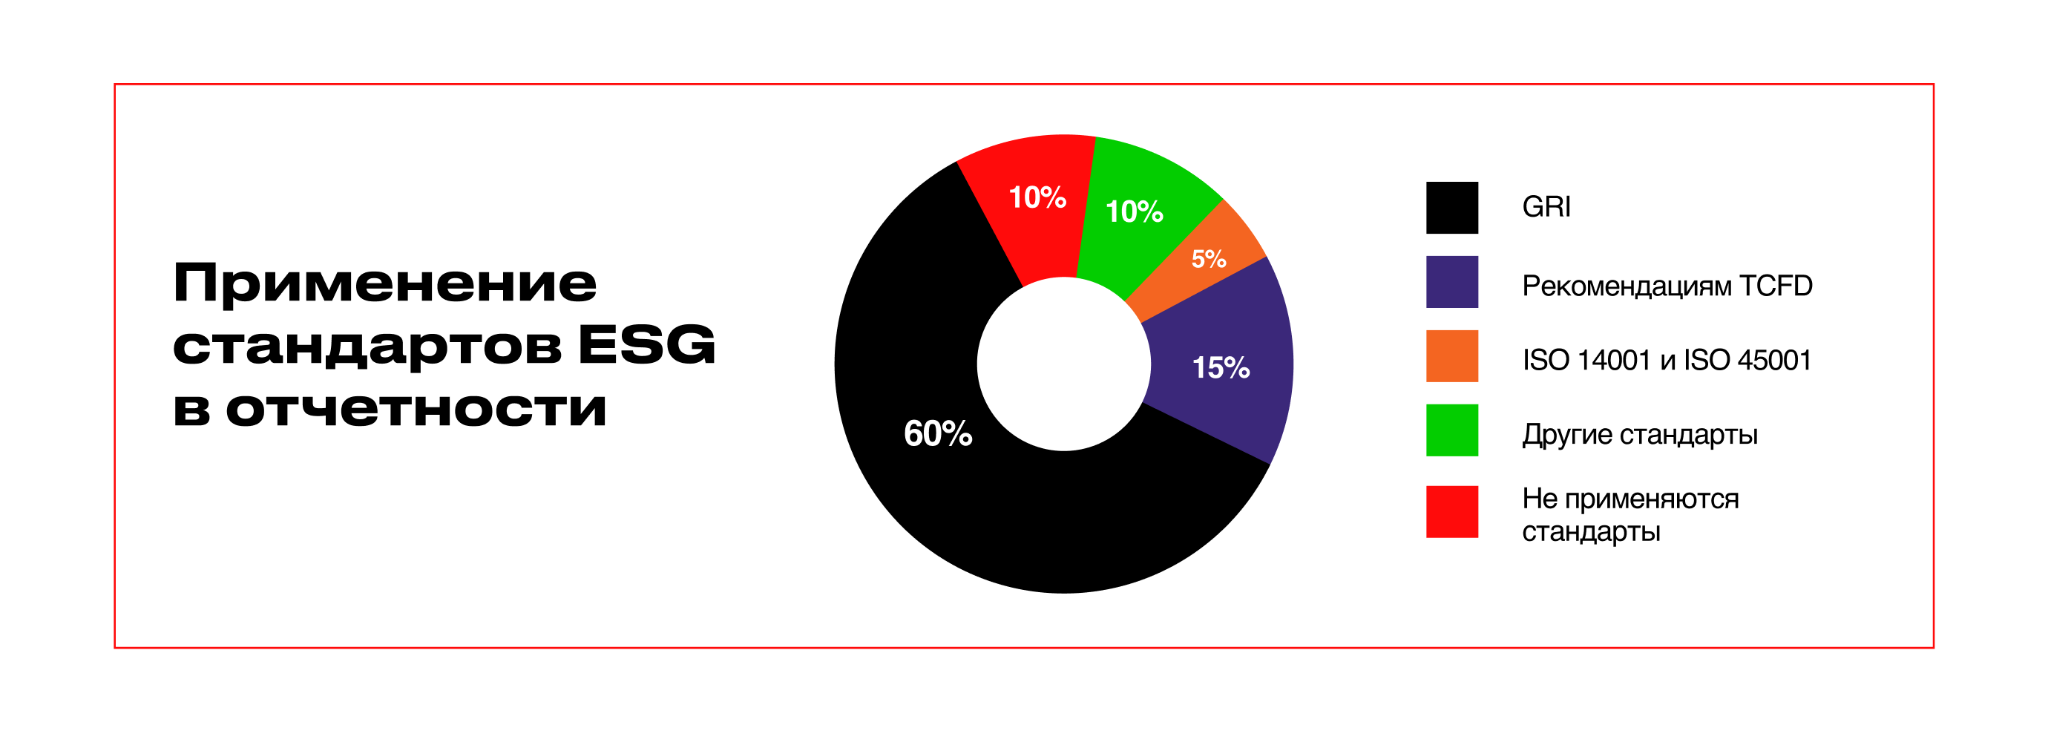 Применение
стандартов ESG
в отчетности
10%
10%
5%
15%
60%
GRI
Рекомендациям TCFD
ISO 14001 и ISO 45001
Другие стандарты
Не применяются
стандарты